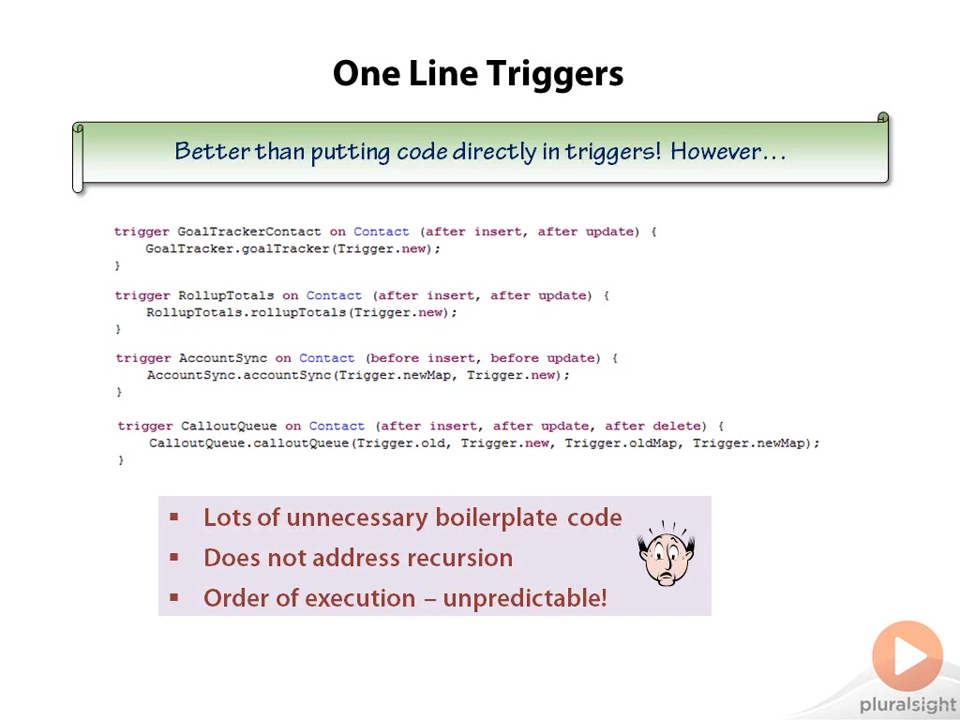 One Line Triggers
Better than putting code directly in triggers! However...
trigger GoalTrackerContact on Contact (after insert, after update) {
GoalTracker.goalTracker(Trigger.new);
}
trigger RollupTotals on Contact (after insert, after update) {
RollupTotals.rollupTotals(Trigger.new);
}
trigger AccountSync on Contact (before insert, before update) {
AccountSync.accountSync(Trigger.newMap, Trigger.new);
}
trigger CalloutQueue on Contact (after insert, after update, after delete) {
CalloutQueue.calloutQueue(Trigger.old, Trigger.new, Trigger.oldMap, Trigger.newMap);
}
▪ Lots of unnecessary boilerplate code
▪ Does not address recursion
▪ Order of execution – unpredictable!
pluralsight